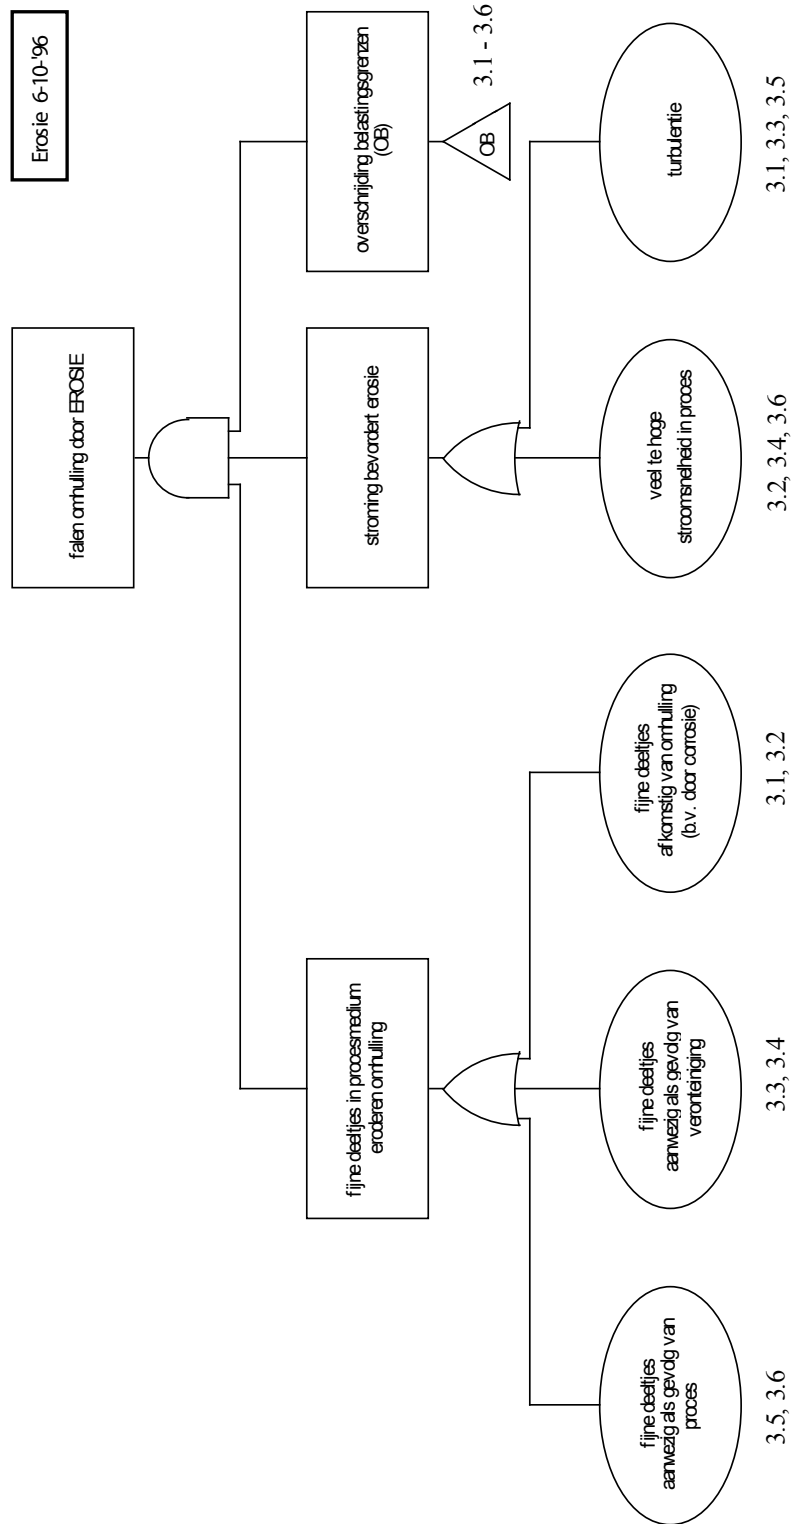 Erosie 6-10-'96
falen omhulling door EROSIE
fijne deeltjes in procesmedium
eroderen omhulling
stroming bevordert erosie
overschrijding belastingsgrenzen
(OB)
OB
3.1 - 3.6
fijne deeltjes
aanwezig als gevolg van
proces
fijne deeltjes
aanwezig als gevolg van
verontreiniging
fijne deeltjes
afkomstig van omhulling
(b.v. door corrosie)
veel te hoge
stroomsnelheid in proces
turbulentie
3.5, 3.6
3.3, 3.4
3.1, 3.2
3.2, 3.4, 3.6
3.1, 3.3, 3.5